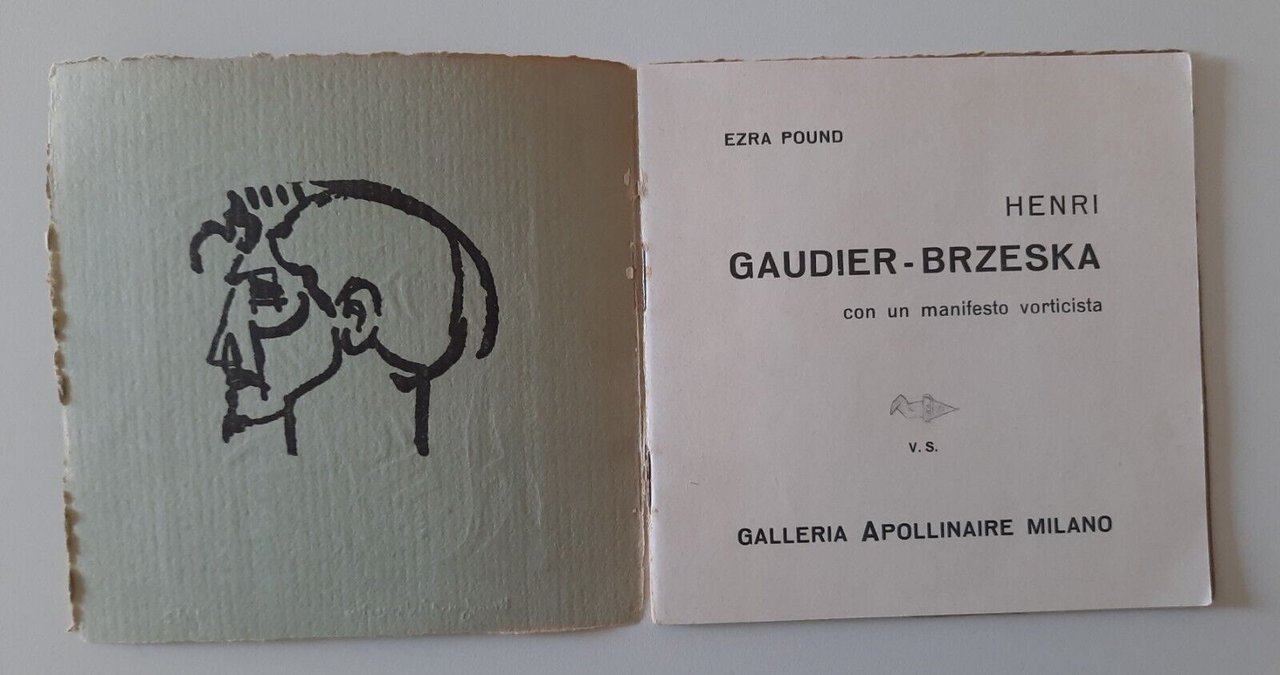 EZRA POUND
HENRI
GAUDIER-BRZESKA
con un manifesto vorticista
V. S.
GALLERIA APOLLINAIRE MILANO